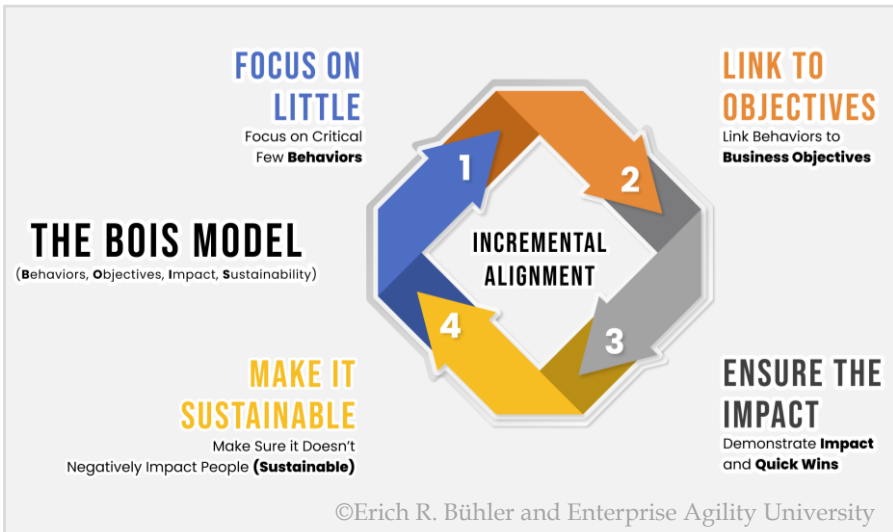 FOCUS ON
LITTLE
Focus on Critical
Few Behaviors
1
LINK TO
OBJECTIVES
Link Behaviors to
Business Objectives
2
THE BOIS MODEL
(Behaviors, Objectives, Impact, Sustainability)
INCREMENTAL
ALIGNMENT
4
3
MAKE IT
SUSTAINABLE
Make Sure it Doesn't
Negatively Impact People (Sustainable)
ENSURE THE
IMPACT
Demonstrate Impact
and Quick Wins
©Erich R. Bühler and Enterprise Agility University